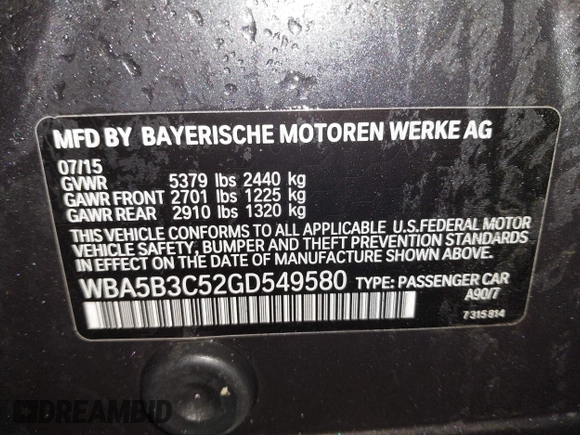 MFD BY BAYERISCHE MOTOREN WERKE AG
07/15
GVWR 5379 lbs 2440 kg
GAWR FRONT 2701 lbs 1225 kg
GAWR REAR 2910 lbs 1320 kg
THIS VEHICLE CONFORMS TO ALL APPLICABLE U.S.FEDERAL MOTOR
VEHICLE SAFETY, BUMPER AND THEFT PREVENTION STANDARDS
IN EFFECT ON THE DATE OF MANUFACTURE SHOWN ABOVE.
WBA5B3C52GD549580 TYPE: PASSENGER CAR
A90/7
7 315 814
DREAMBID